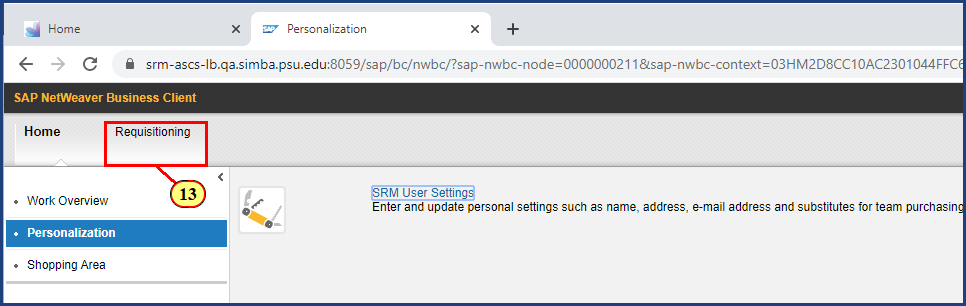 Home
SAP Personalization
srm-ascs-lb.qa.simba.psu.edu:8059/sap/bc/nwbc/?sap-nwbc-node=0000000211&sap-nwbc-context=03HM2D8CC10AC2301044FFC6
SAP NetWeaver Business Client
Home Requisitioning
13
Work Overview
Personalization
Shopping Area
SRM User Settings
Enter and update personal settings such as name, address, e-mail address and substitutes for team purchasing